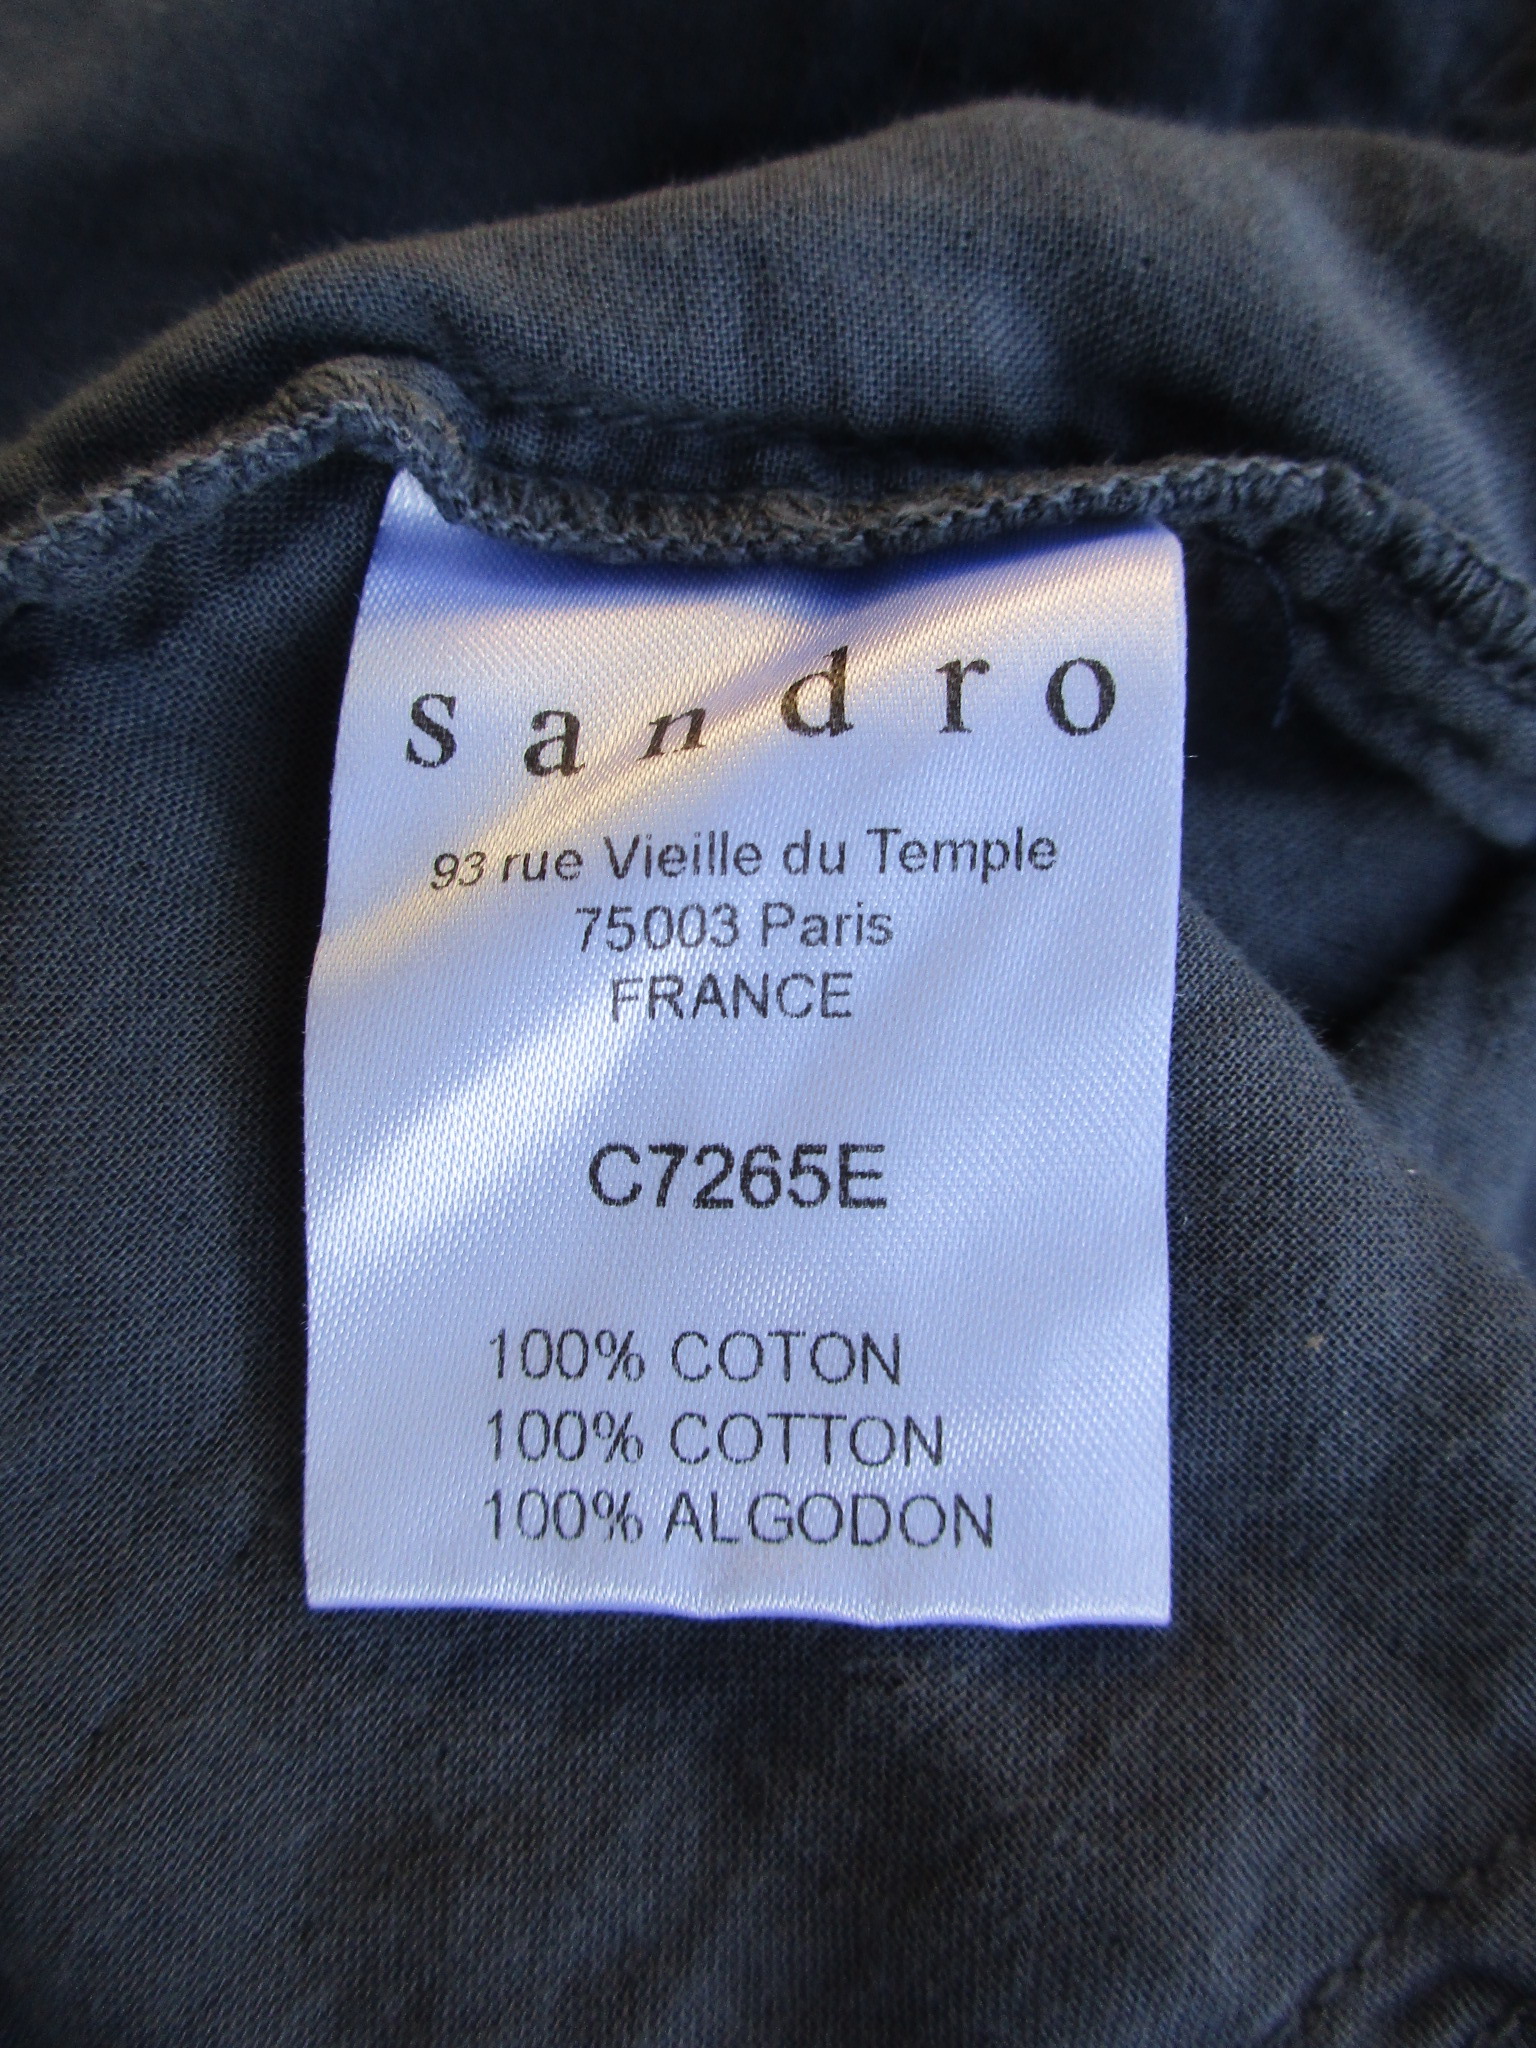 sandro
93 rue Vieille du Temple
75003 Paris
FRANCE
C7265E
100% COTON
100% COTTON
100% ALGODON